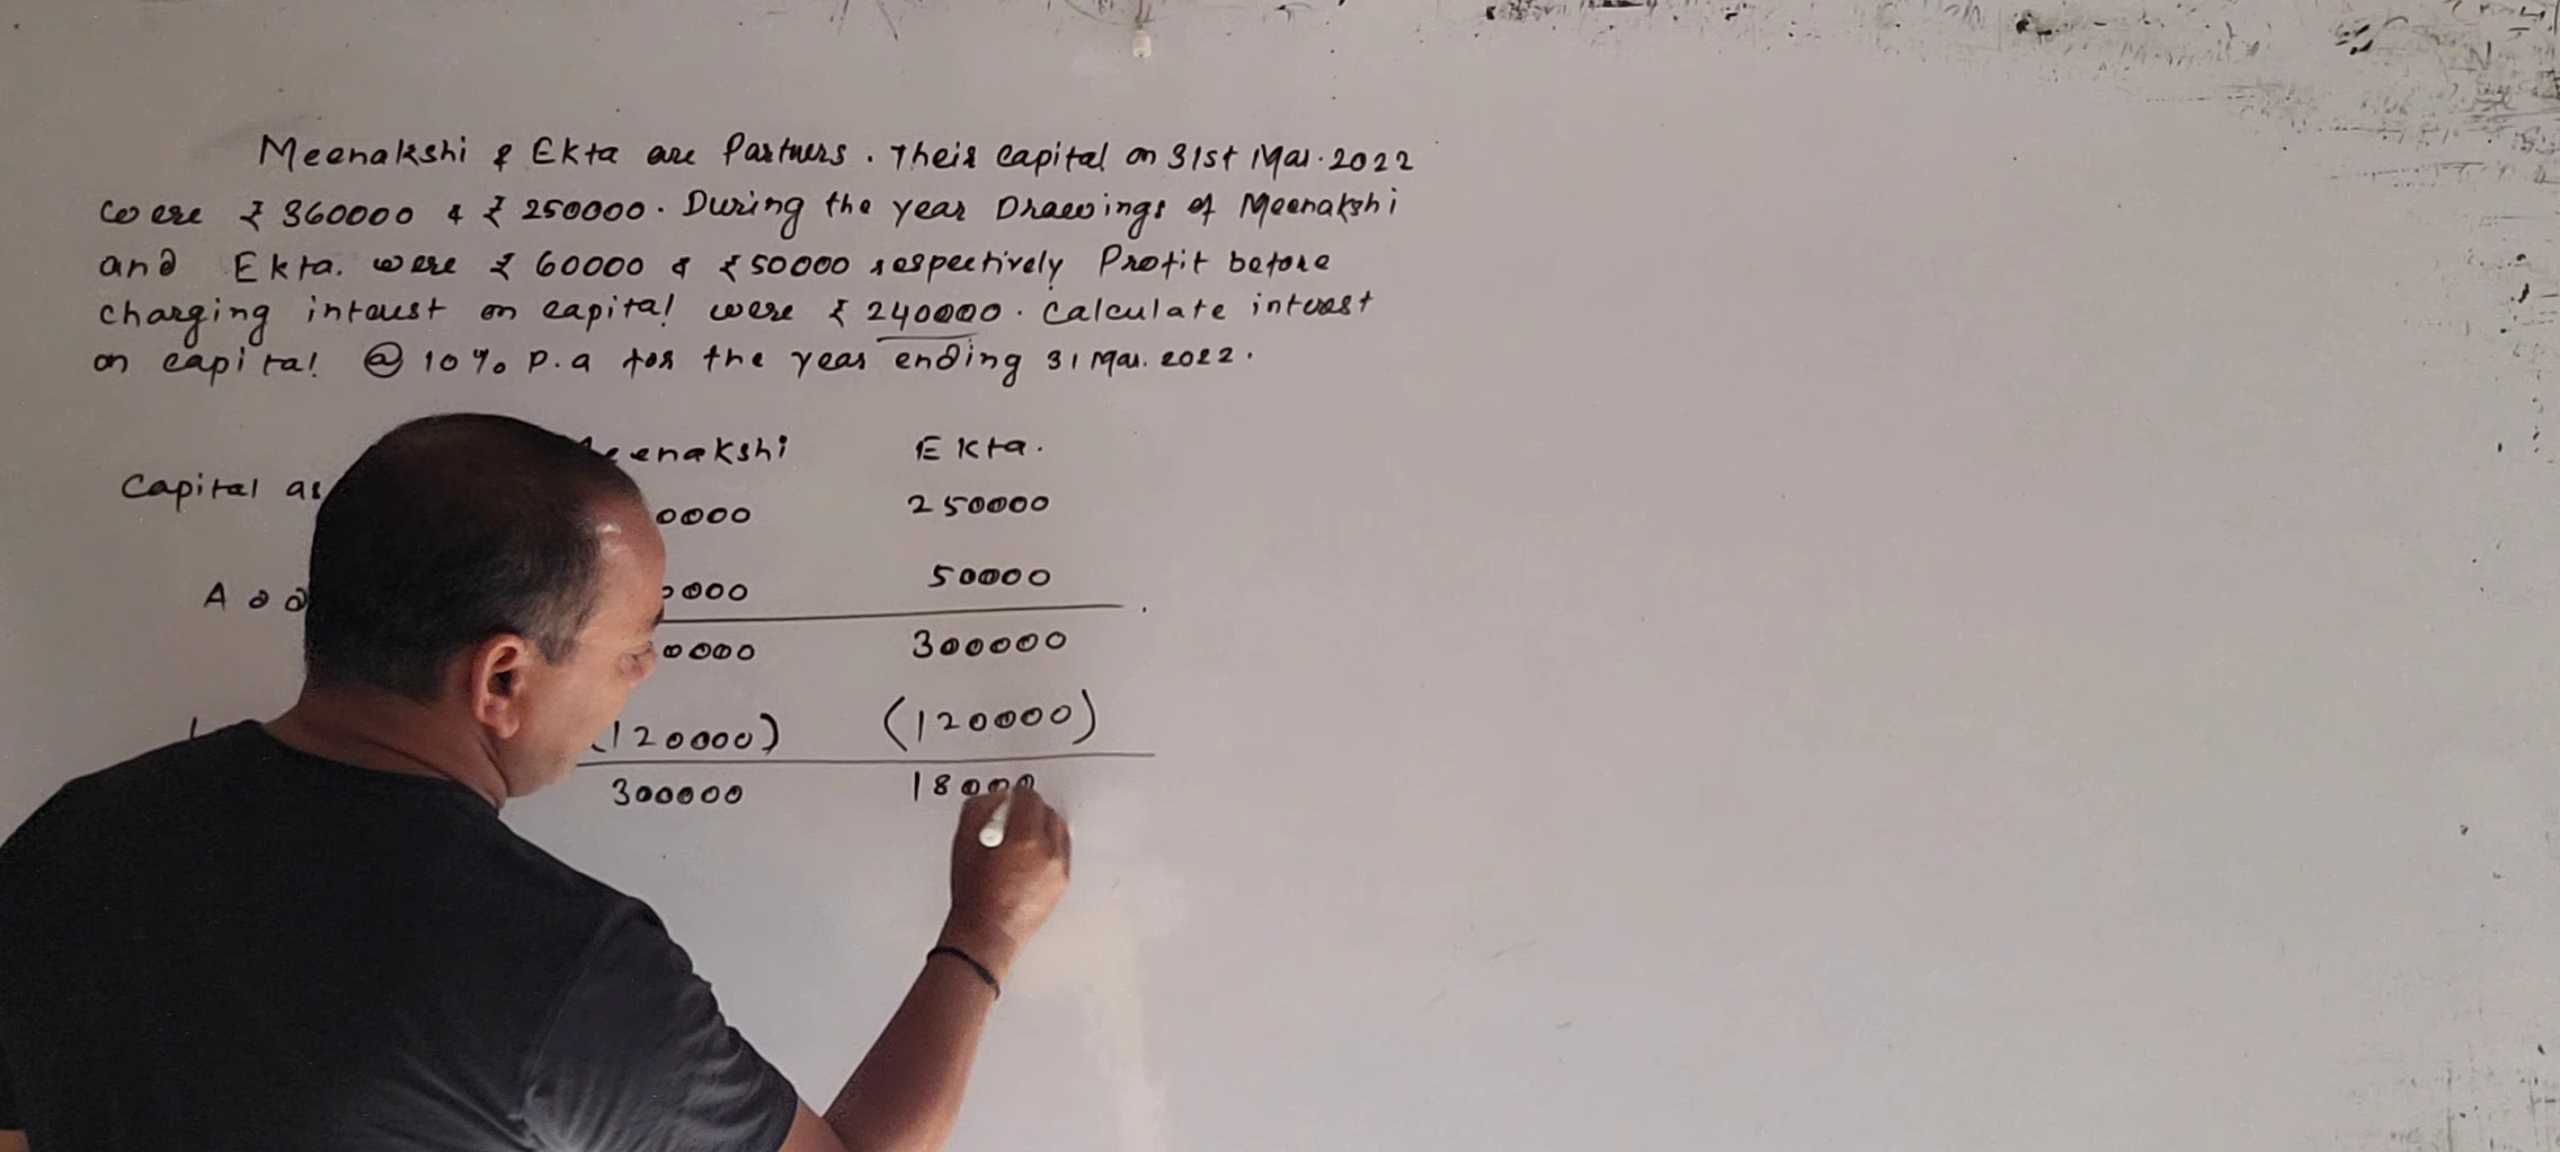 Meenakshi & Ekta are Partners. Their Capital on 31st Mar. 2022
were ₹ 360000 & ₹ 250000. During the year Drawings of Meenakshi
and Ekta. were ₹ 60000 & ₹50000 respectively Profit before
charging interest on capital were ₹ 240000. Calculate interest
on capital @ 10% P.a for the year ending 31 Mar. 2022.
eenakshi Ekta.
Capital as 0000 250000
Add 0000 50000
0000 300000
(120000) (120000)
300000 18000